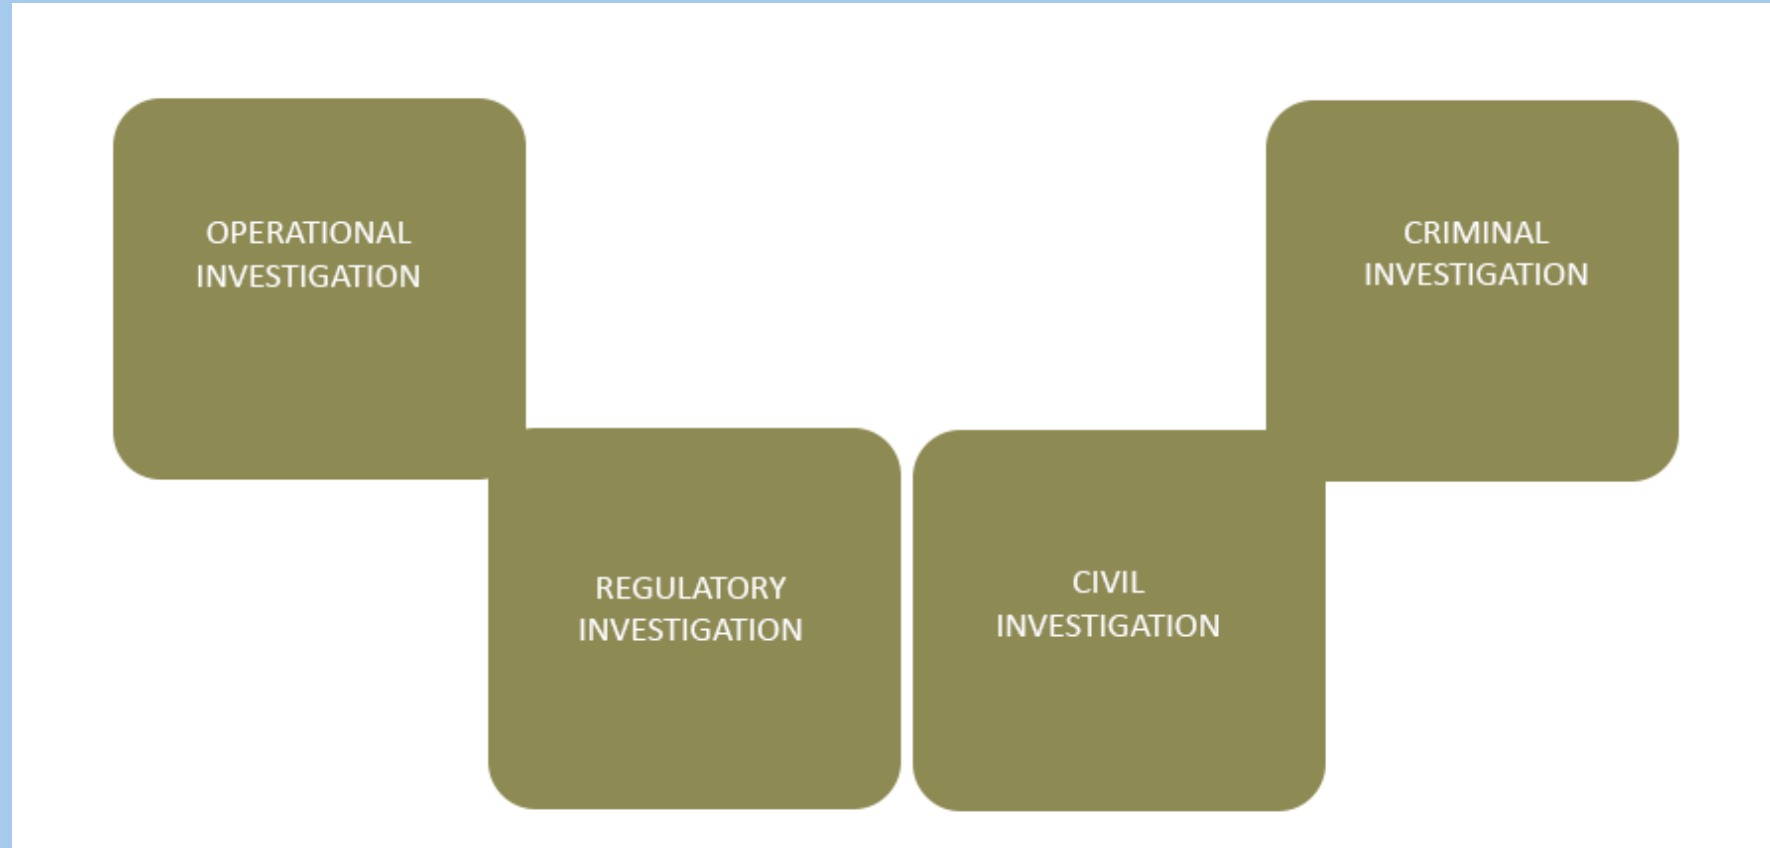 OPERATIONAL
INVESTIGATION
REGULATORY
INVESTIGATION
CIVIL
INVESTIGATION
CRIMINAL
INVESTIGATION